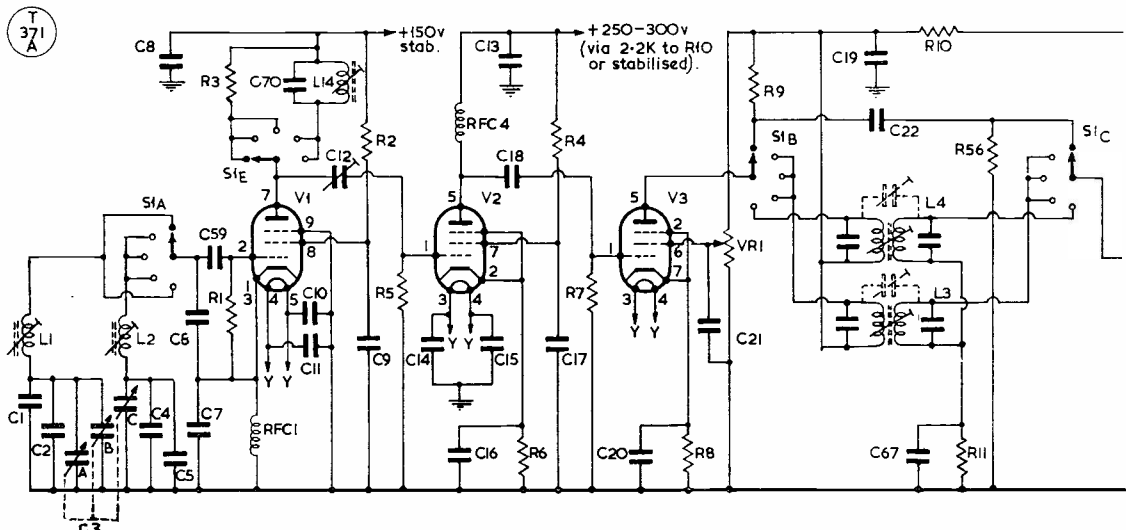 T
371
A
C8
+150v
stab.
C13
+250-300v
(via 2·2K to R10
or stabilised).
R10
R3
C70
L14
C19
R9
R2
RFC4
R4
C22
S1E
C12
C18
S1B
R56
S1C
S1A
7
V1
5
V2
5
V3
L4
C59
9
2
8
1
7
2
1
2
6
7
VR1
R1
1
3
4
5
C10
R5
3
4
R7
3
4
L3
L1
L2
C6
C11
Y
Y
C9
C14
Y
Y
C15
C17
Y
Y
C21
C1
C2
A
B
C
C4
C5
C7
RFC1
C16
R6
C20
R8
C67
R11
C3